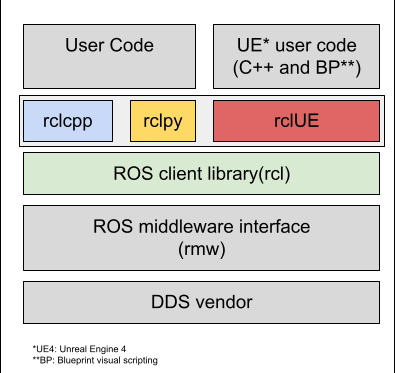 User Code
UE* user code
(C++ and BP**)
rclcpp
rclpy
rclUE
ROS client library(rcl)
ROS middleware interface
(rmw)
DDS vendor
*UE4: Unreal Engine 4
**BP: Blueprint visual scripting